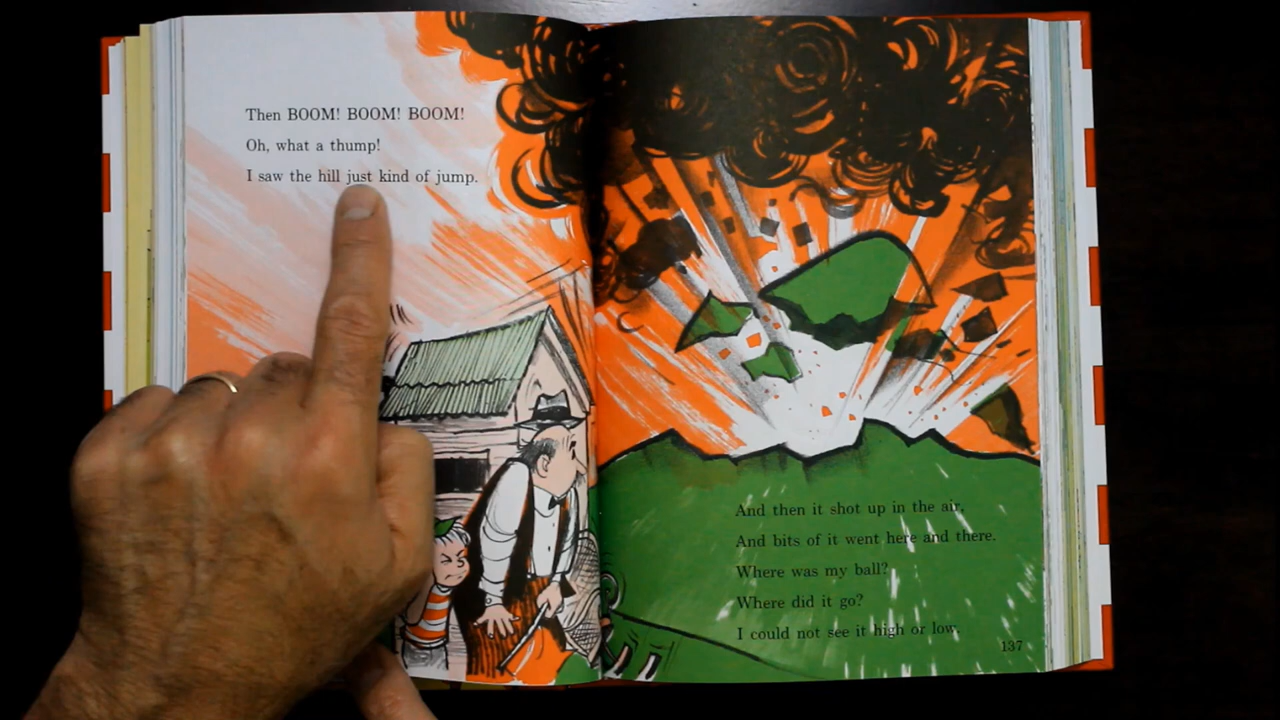 Then BOOM! BOOM! BOOM!
Oh, what a thump!
I saw the hill just kind of jump.
And then it shot up in the air,
And bits of it went here and there.
Where was my ball?
Where did it go?
I could not see it high or low.
137